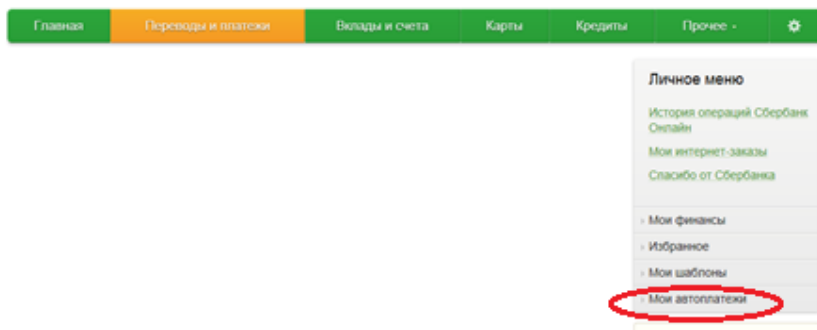 Главная Переводы и платежи Вклады и счета Карты Кредиты Прочее
Личное меню
История операций Сбербанк
Онлайн
Мои интернет-заказы
Спасибо от Сбербанка
Мои финансы
Избранное
Мои шаблоны
Мои автоплатежи